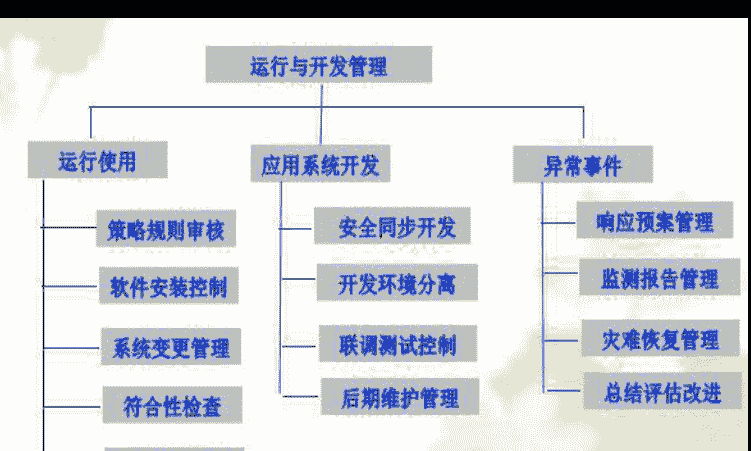 运行与开发管理
运行使用
应用系统开发
异常事件
策略规则审核
安全同步开发
响应预案管理
软件安装控制
开发环境分离
监测报告管理
系统变更管理
联调测试控制
灾难恢复管理
符合性检查
后期维护管理
总结评估改进